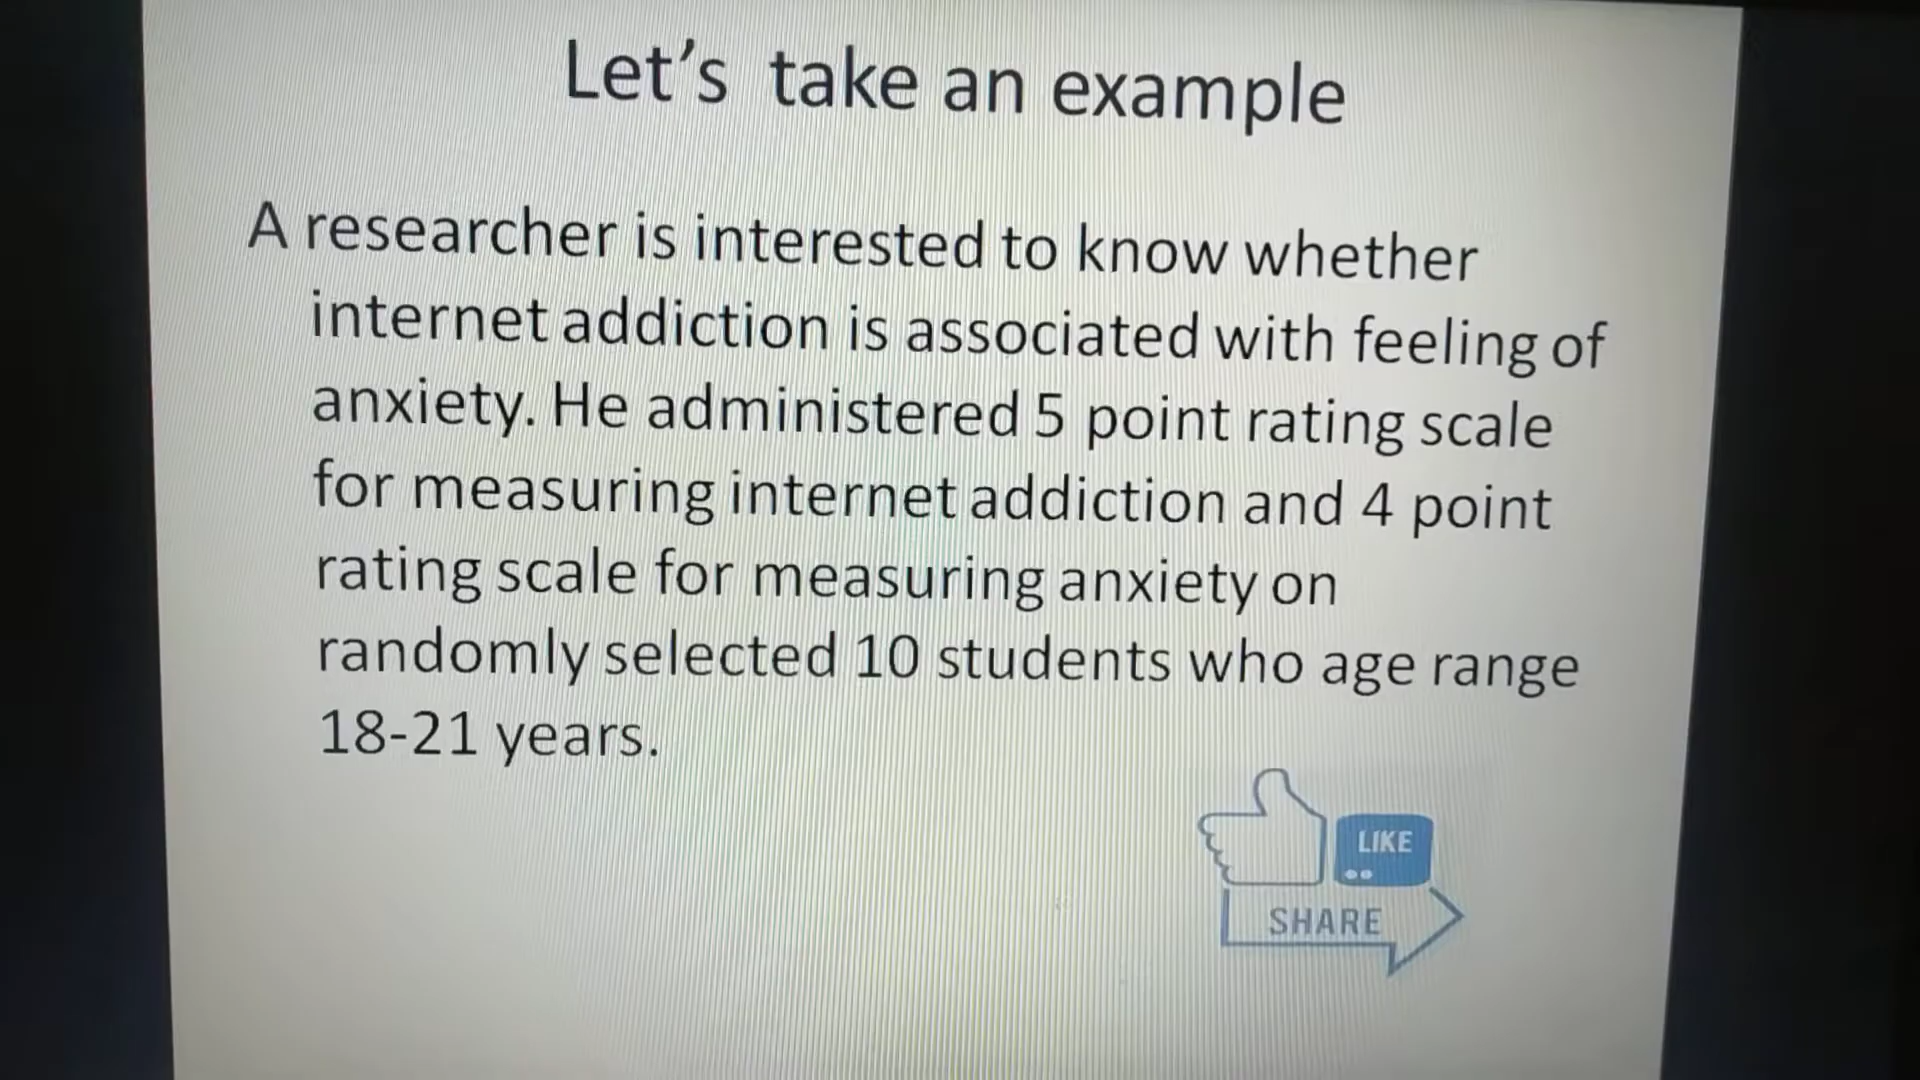 Let's take an example
A researcher is interested to know whether
internet addiction is associated with feeling of
anxiety. He administered 5 point rating scale
for measuring internet addiction and 4 point
rating scale for measuring anxiety on
randomly selected 10 students who age range
18-21 years.
LIKE
SHARE